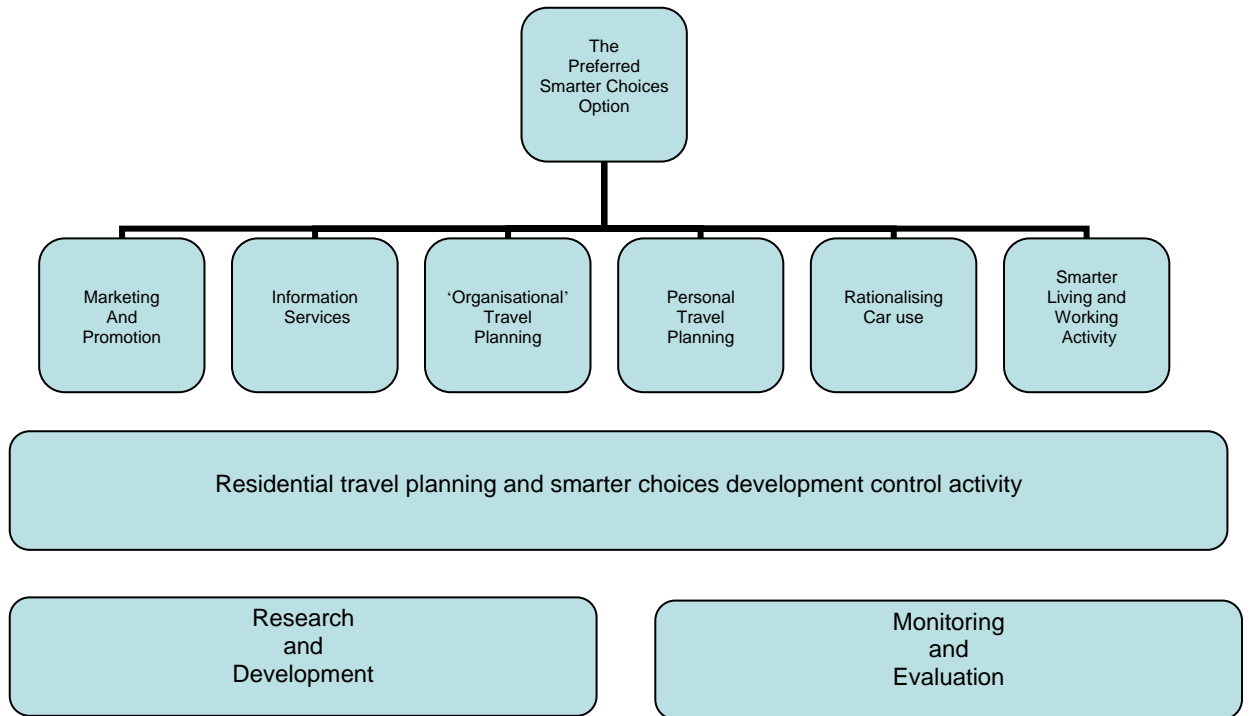 The
Preferred
Smarter Choices
Option
Marketing
And
Promotion
Information
Services
‘Organisational’
Travel
Planning
Personal
Travel
Planning
Rationalising
Car use
Smarter
Living and
Working
Activity
Residential travel planning and smarter choices development control activity
Research
and
Development
Monitoring
and
Evaluation